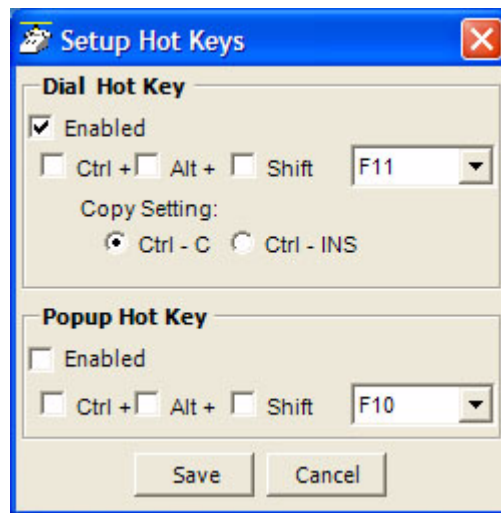 Setup Hot Keys
Dial Hot Key
Enabled
Ctrl + Alt + Shift F11
Copy Setting:
Ctrl - C Ctrl - INS
Popup Hot Key
Enabled
Ctrl + Alt + Shift F10
Save Cancel